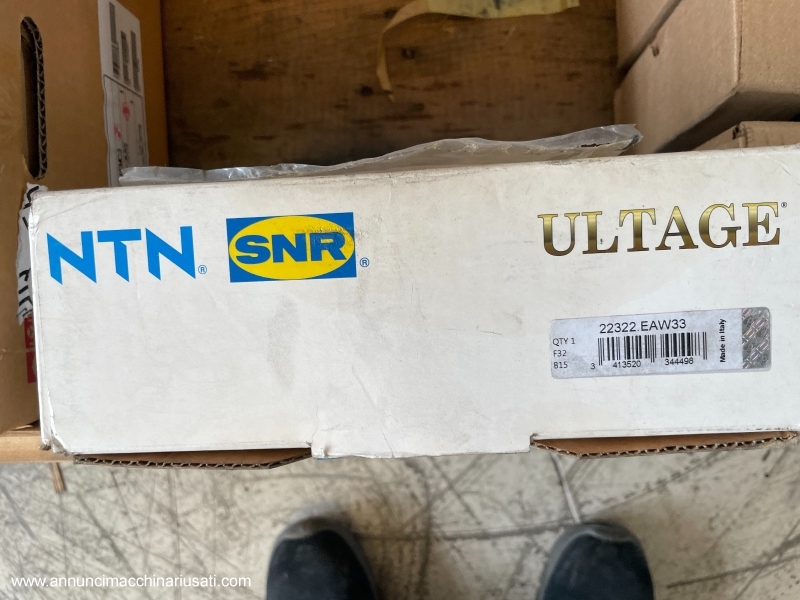 NTN®
SNR®
ULTAGE®
22322.EAW33
QTY 1
F32
B15
3 413520 344498
Made in Italy
www.annuncimacchinariusati.com